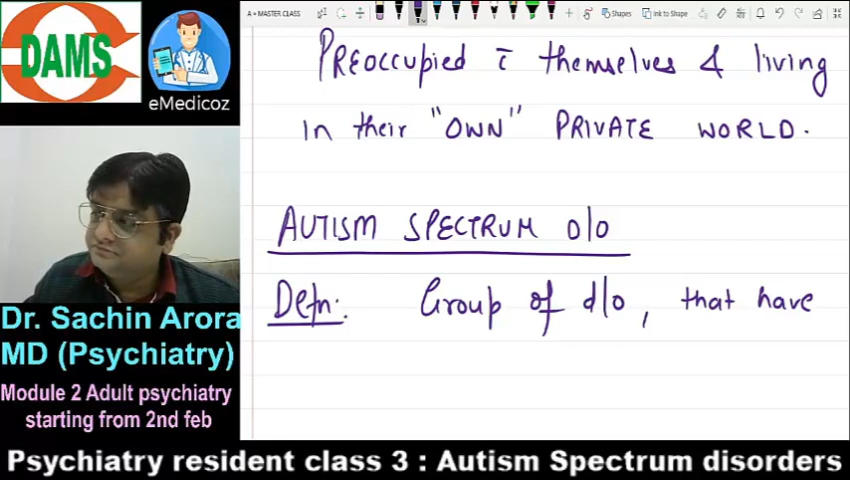 DAMS
eMedicoz
A » MASTER CLASS
Shapes
Ink to Shape
PREOCCUPIED c̄ themselves & living
in their "OWN" PRIVATE WORLD.
AUTISM SPECTRUM D/O
Defn: Group of d/o, that have
Dr. Sachin Arora
MD (Psychiatry)
Module 2 Adult psychiatry
starting from 2nd feb
Psychiatry resident class 3 : Autism Spectrum disorders